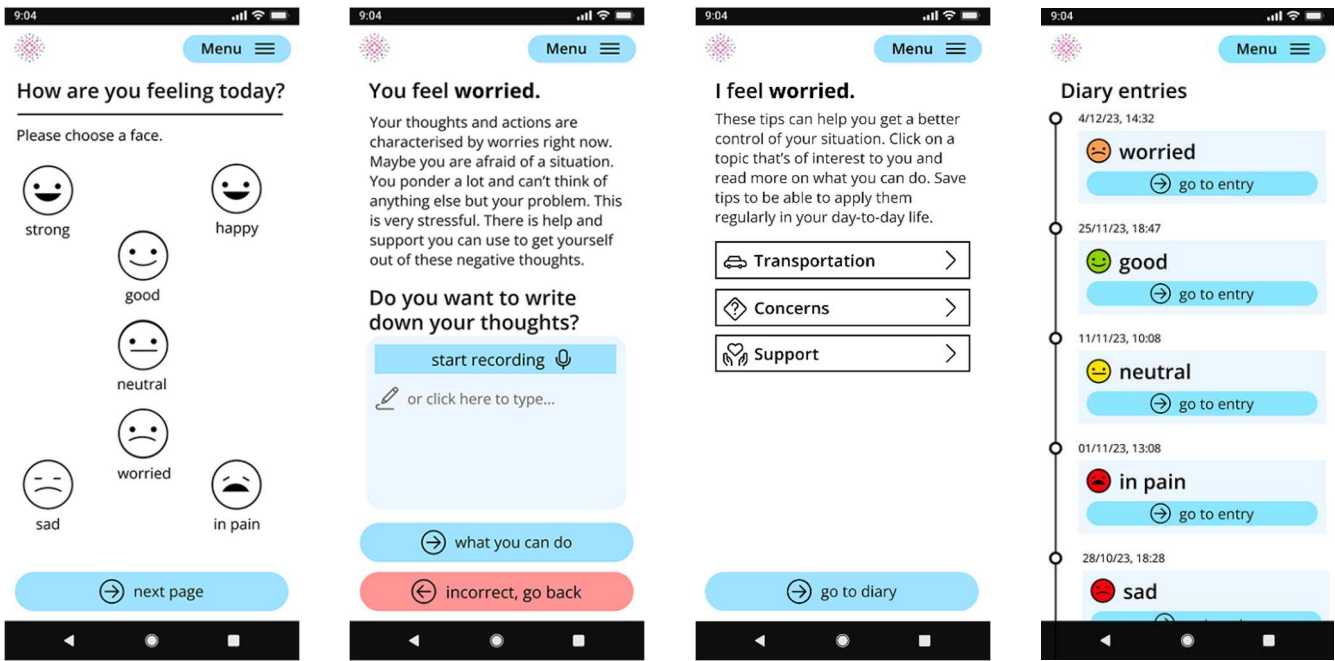 9:04
Menu
How are you feeling today?
Please choose a face.
strong
happy
good
neutral
worried
sad
in pain
next page
9:04
Menu
You feel worried.
Your thoughts and actions are
characterised by worries right now.
Maybe you are afraid of a situation.
You ponder a lot and can't think of
anything else but your problem. This
is very stressful. There is help and
support you can use to get yourself
out of these negative thoughts.
Do you want to write
down your thoughts?
start recording
or click here to type...
what you can do
incorrect, go back
9:04
Menu
I feel worried.
These tips can help you get a better
control of your situation. Click on a
topic that's of interest to you and
read more on what you can do. Save
tips to be able to apply them
regularly in your day-to-day life.
Transportation
Concerns
Support
go to diary
9:04
Menu
Diary entries
4/12/23, 14:32
worried
go to entry
25/11/23, 18:47
good
go to entry
11/11/23, 10:08
neutral
go to entry
01/11/23, 13:08
in pain
go to entry
28/10/23, 18:28
sad